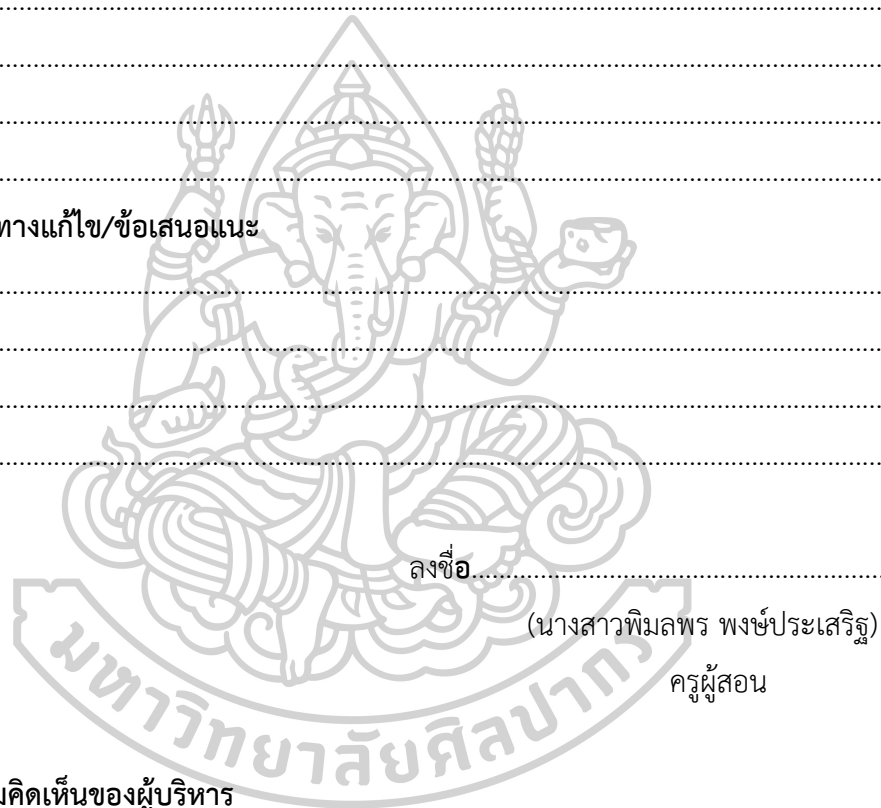 ................................................................................
................................................................................
................................................................................
................................................................................
ทางแก้ไข/ข้อเสนอแนะ
................................................................................
................................................................................
................................................................................
................................................................................
ลงชื่อ................................................................
(นางสาวพิมลพร พงษ์ประเสริฐ)
ครูผู้สอน
มหาวิทยาลัยศิลปากร
คิดเห็นของผู้บริหาร